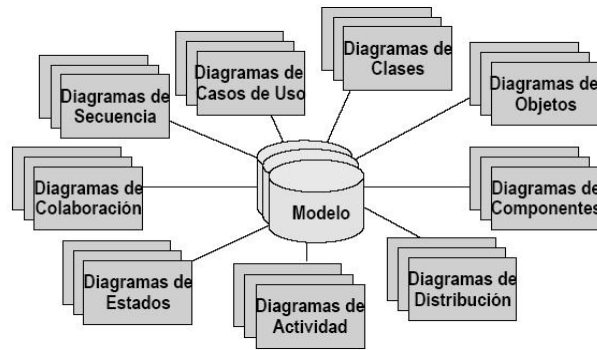 Diagramas de
Clases
Diagramas de
Casos de Uso
Diagramas de
Objetos
Diagramas de
Secuencia
Diagramas de
Colaboración
Modelo
Diagramas de
Componentes
Diagramas de
Estados
Diagramas de
Distribución
Diagramas de
Actividad